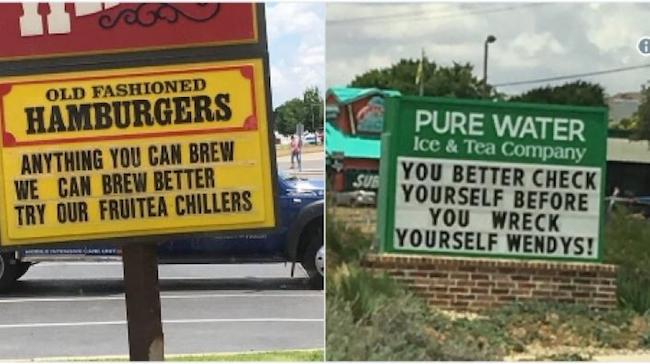 OLD FASHIONED
HAMBURGERS
ANYTHING YOU CAN BREW
WE CAN BREW BETTER
TRY OUR FRUITEA CHILLERS
PURE WATER
Ice & Tea Company
YOU BETTER CHECK
YOURSELF BEFORE
YOU WRECK
YOURSELF WENDYS!
SUB